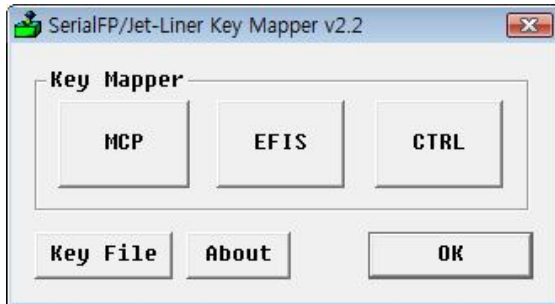 SerialFP/Jet-Liner Key Mapper v2.2
Key Mapper
MCP EFIS CTRL
Key File About OK